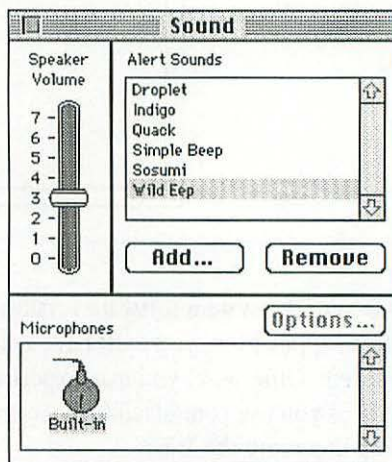 Sound
Speaker
Volume
7
6
5
4
3
2
1
0
Alert Sounds
Droplet
Indigo
Quack
Simple Beep
Sosumi
Wild Eep
Add...
Remove
Microphones
Options...
Built-in